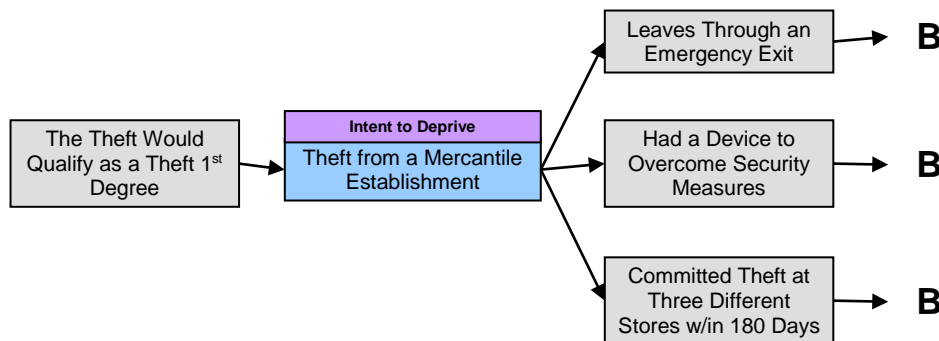 The Theft Would
Qualify as a Theft 1st
Degree
Intent to Deprive
Theft from a Mercantile
Establishment
Leaves Through an
Emergency Exit
B
Had a Device to
Overcome Security
Measures
B
Committed Theft at
Three Different
Stores w/in 180 Days
B